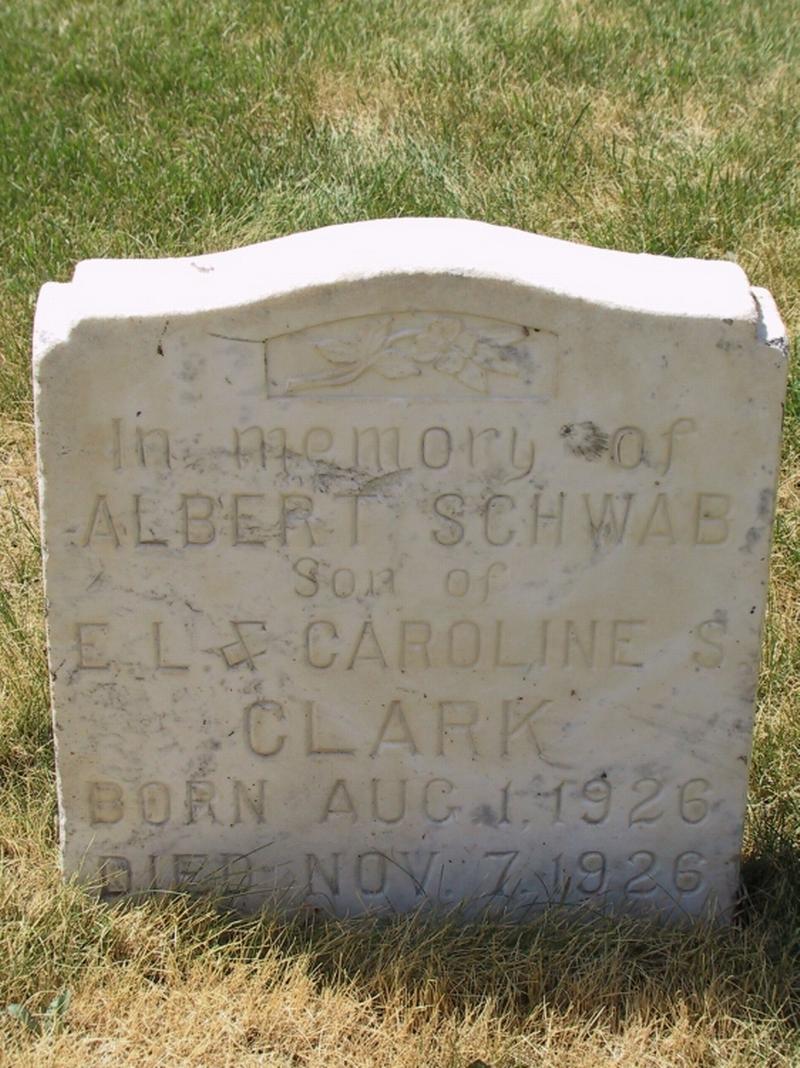 In memory of
ALBERT SCHWAB
Son of
E. L. & CAROLINE S
CLARK
BORN AUG. 1, 1926
DIED NOV. 7, 1926